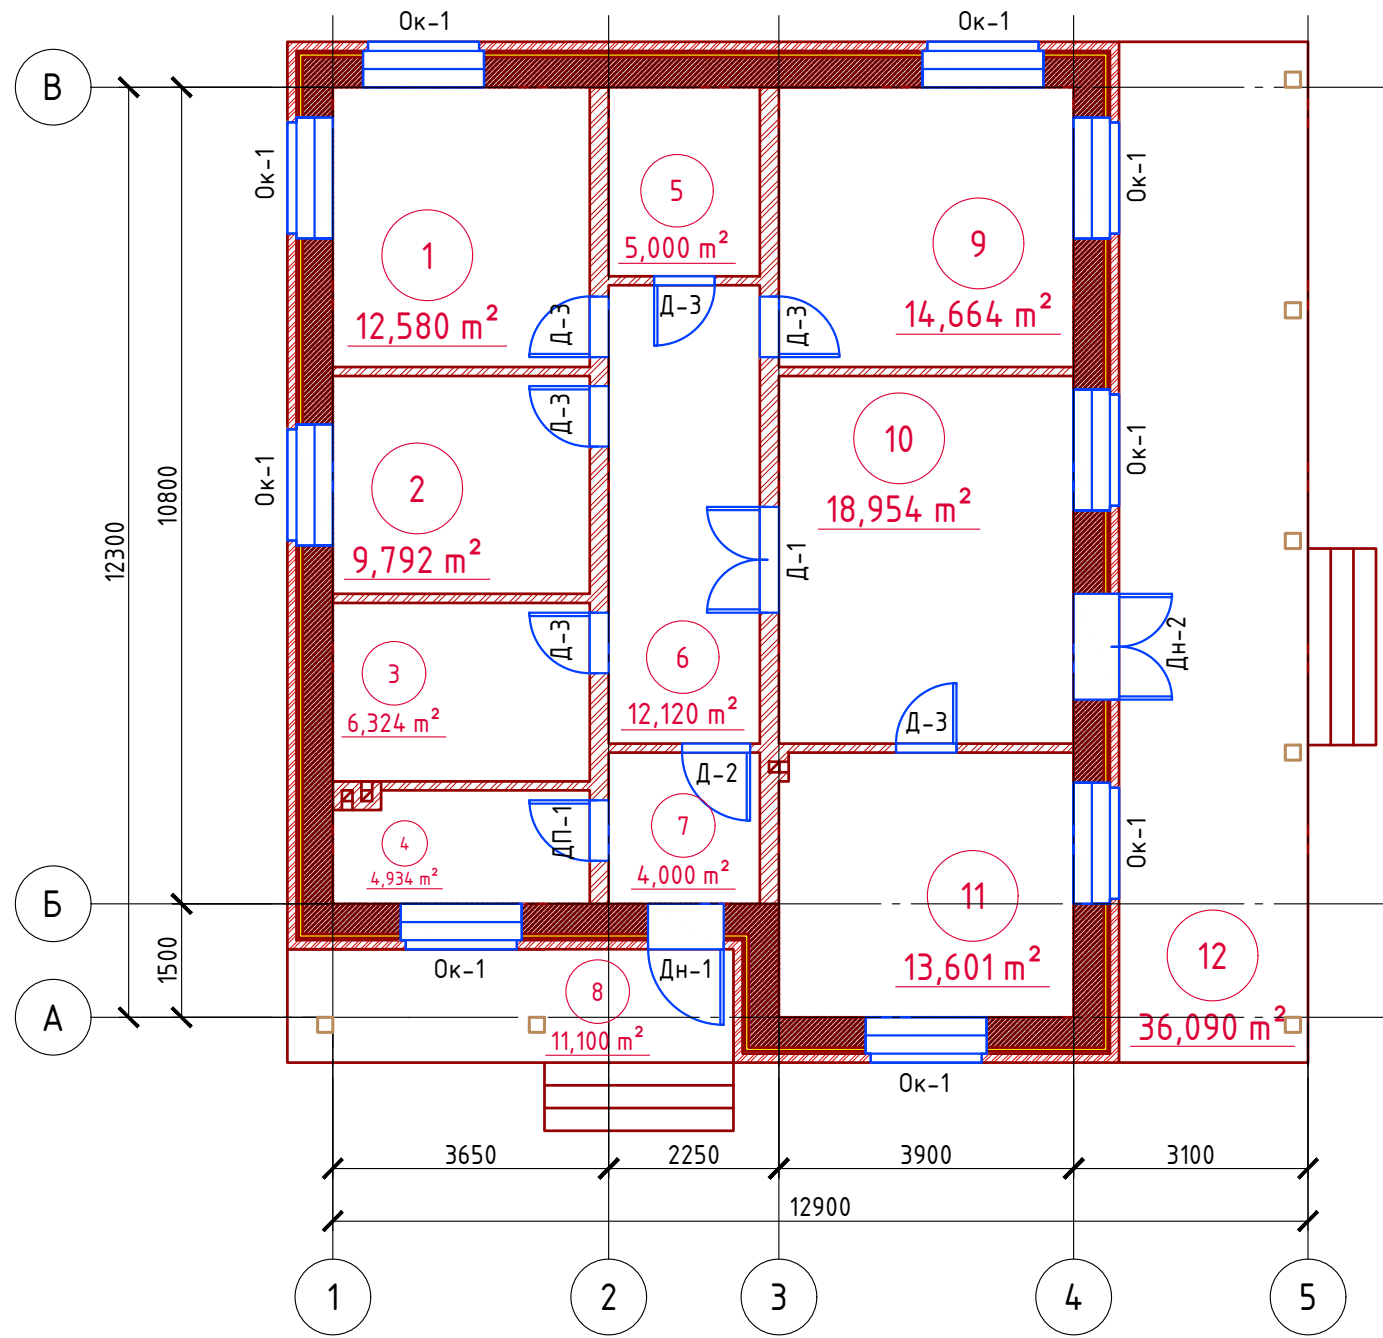 Ок-1
Ок-1
В
Ок-1
Ок-1
5
5,000 m²
1
12,580 m²
9
14,664 m²
Д-3
Д-3
Д-3
Д-3
10
18,954 m²
Ок-1
Ок-1
2
9,792 m²
10800
12300
Д-1
Д-3
3
6,324 m²
6
12,120 m²
Дн-2
Д-3
Д-2
4
4,934 m²
ДП-1
7
4,000 m²
Ок-1
11
13,601 m²
Б
1500
Ок-1
Дн-1
8
11,100 m²
12
36,090 m²
А
Ок-1
3650
2250
3900
3100
12900
1
2
3
4
5